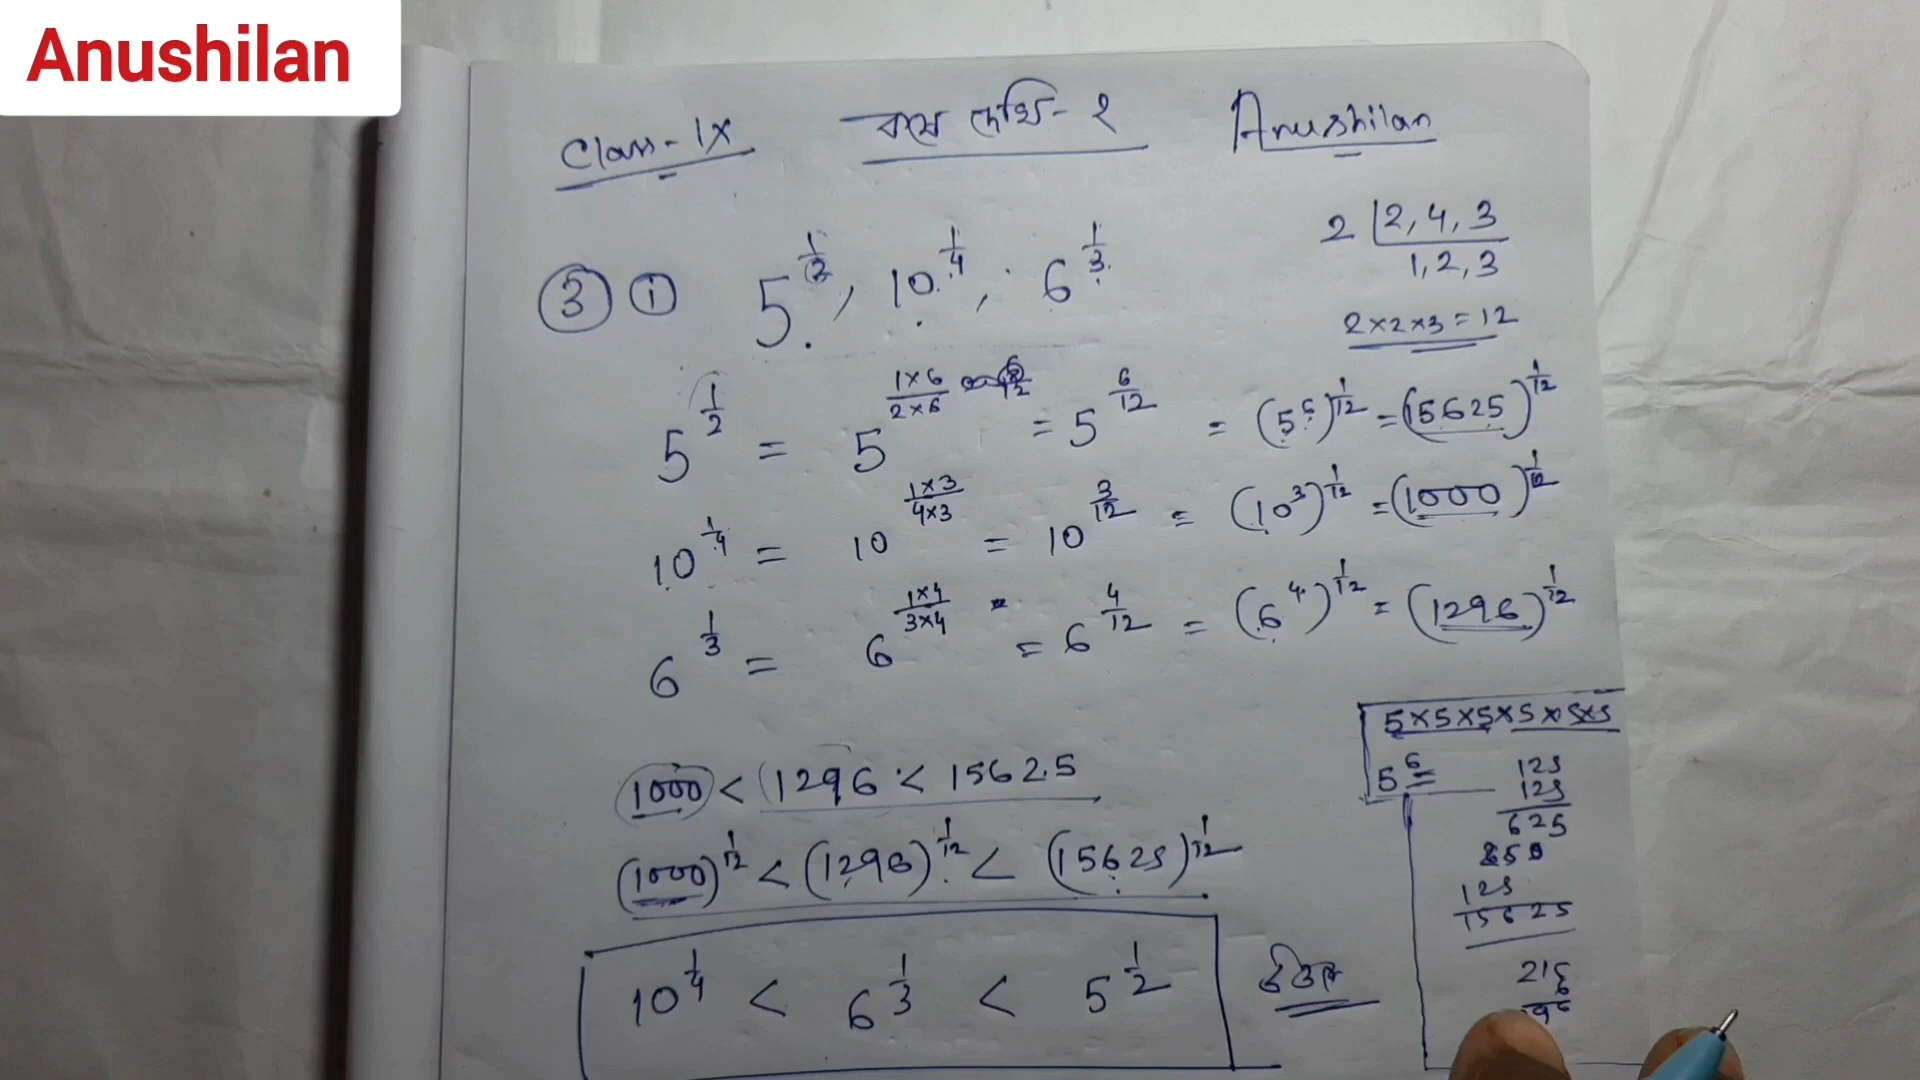 Anushilan
Class - IX কষে দেখি - 2 Anushilan
3 i 5^{1/2}, 10^{1/4}, 6^{1/3}
2 | 2, 4, 3
1, 2, 3
2×2×3 = 12
5^{1/2} = 5^{(1×6)/(2×6)} = 5^{6/12} = (5^6)^{1/12} = (15625)^{1/12}
10^{1/4} = 10^{(1×3)/(4×3)} = 10^{3/12} = (10^3)^{1/12} = (1000)^{1/12}
6^{1/3} = 6^{(1×4)/(3×4)} = 6^{4/12} = (6^4)^{1/12} = (1296)^{1/12}
1000 < 1296 < 15625
(1000)^{1/12} < (1296)^{1/12} < (15625)^{1/12}
10^{1/4} < 6^{1/3} < 5^{1/2} উত্তর
5×5×5×5×5×5
5^6 =
125
125
625
250
125
15625
216
6